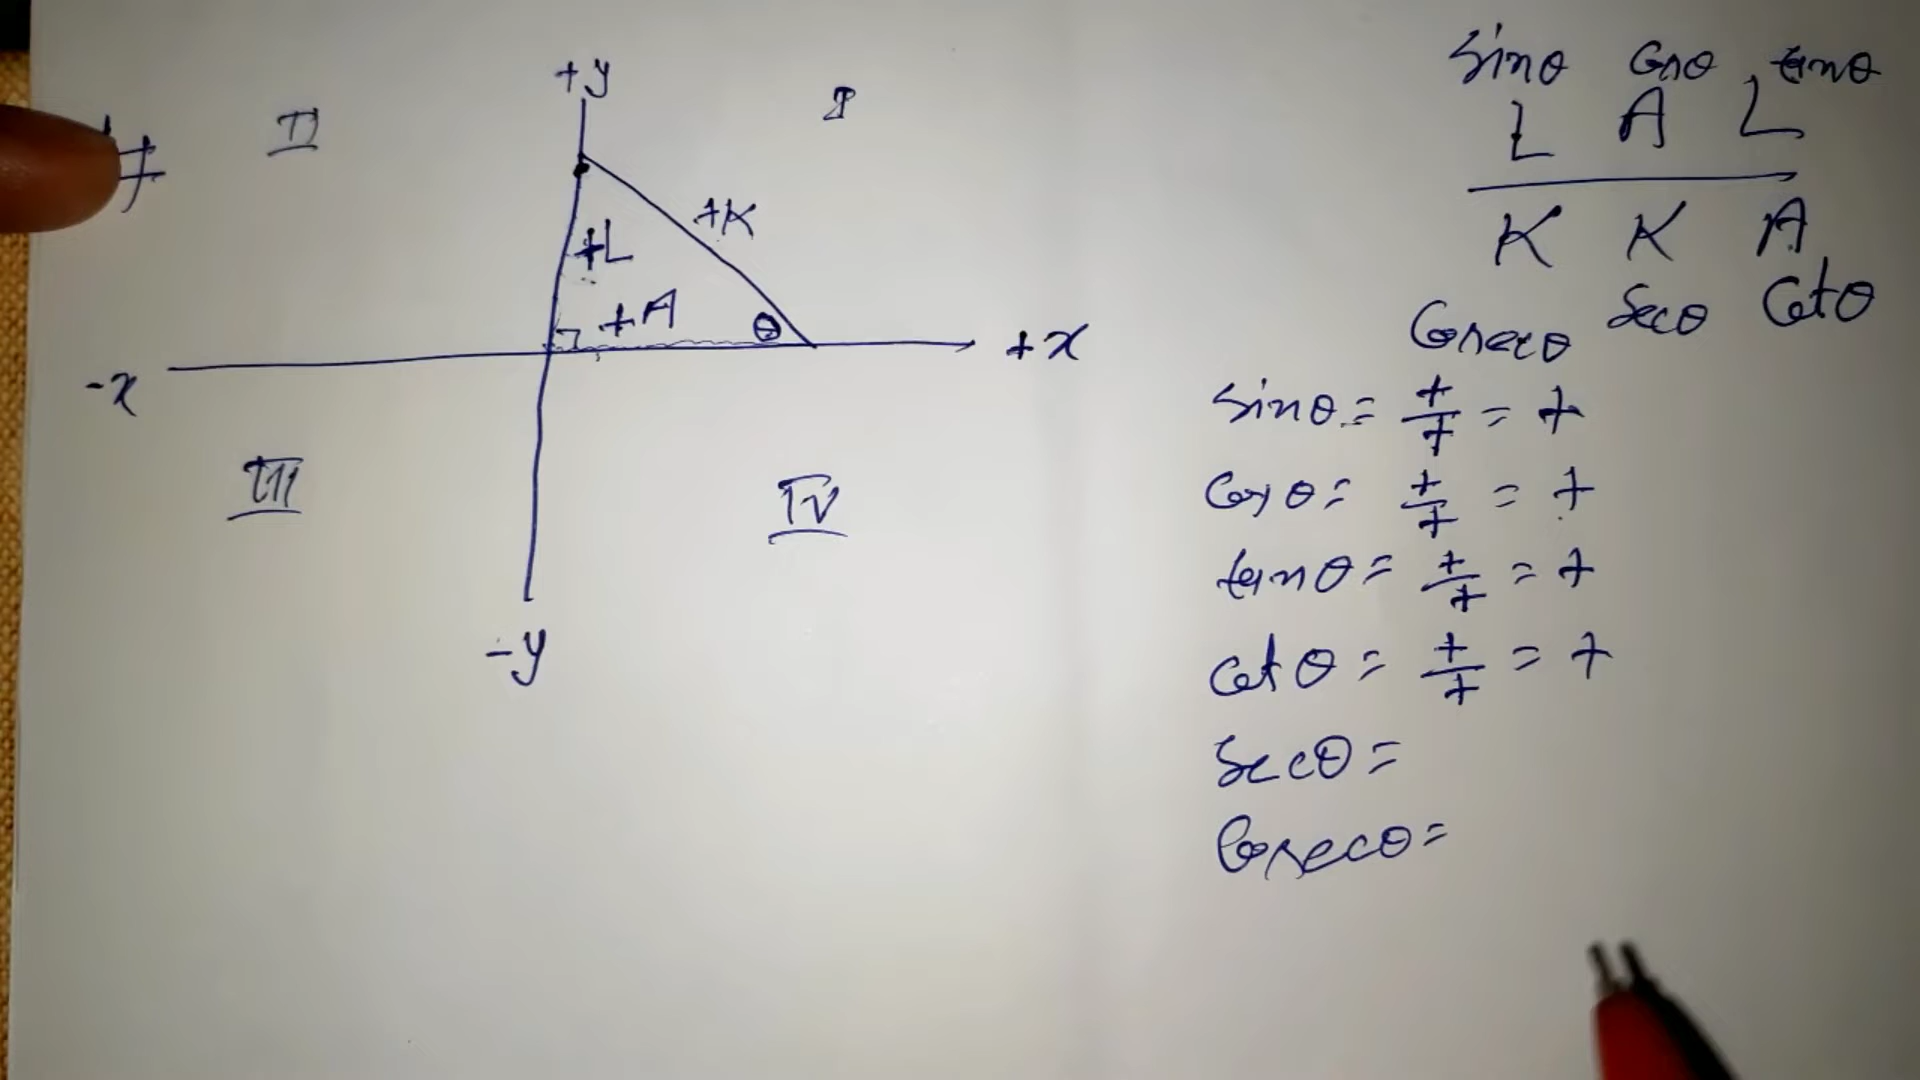 +y
I
II
+K
+L
+A
θ
+x
-x
III
IV
-y
Sinθ Cosθ tanθ
L A L
K K A
Cosecθ Secθ Cotθ
Sinθ = +/+ = +
Cosθ = +/+ = +
tanθ = +/+ = +
Cotθ = +/+ = +
Secθ =
Cosecθ =